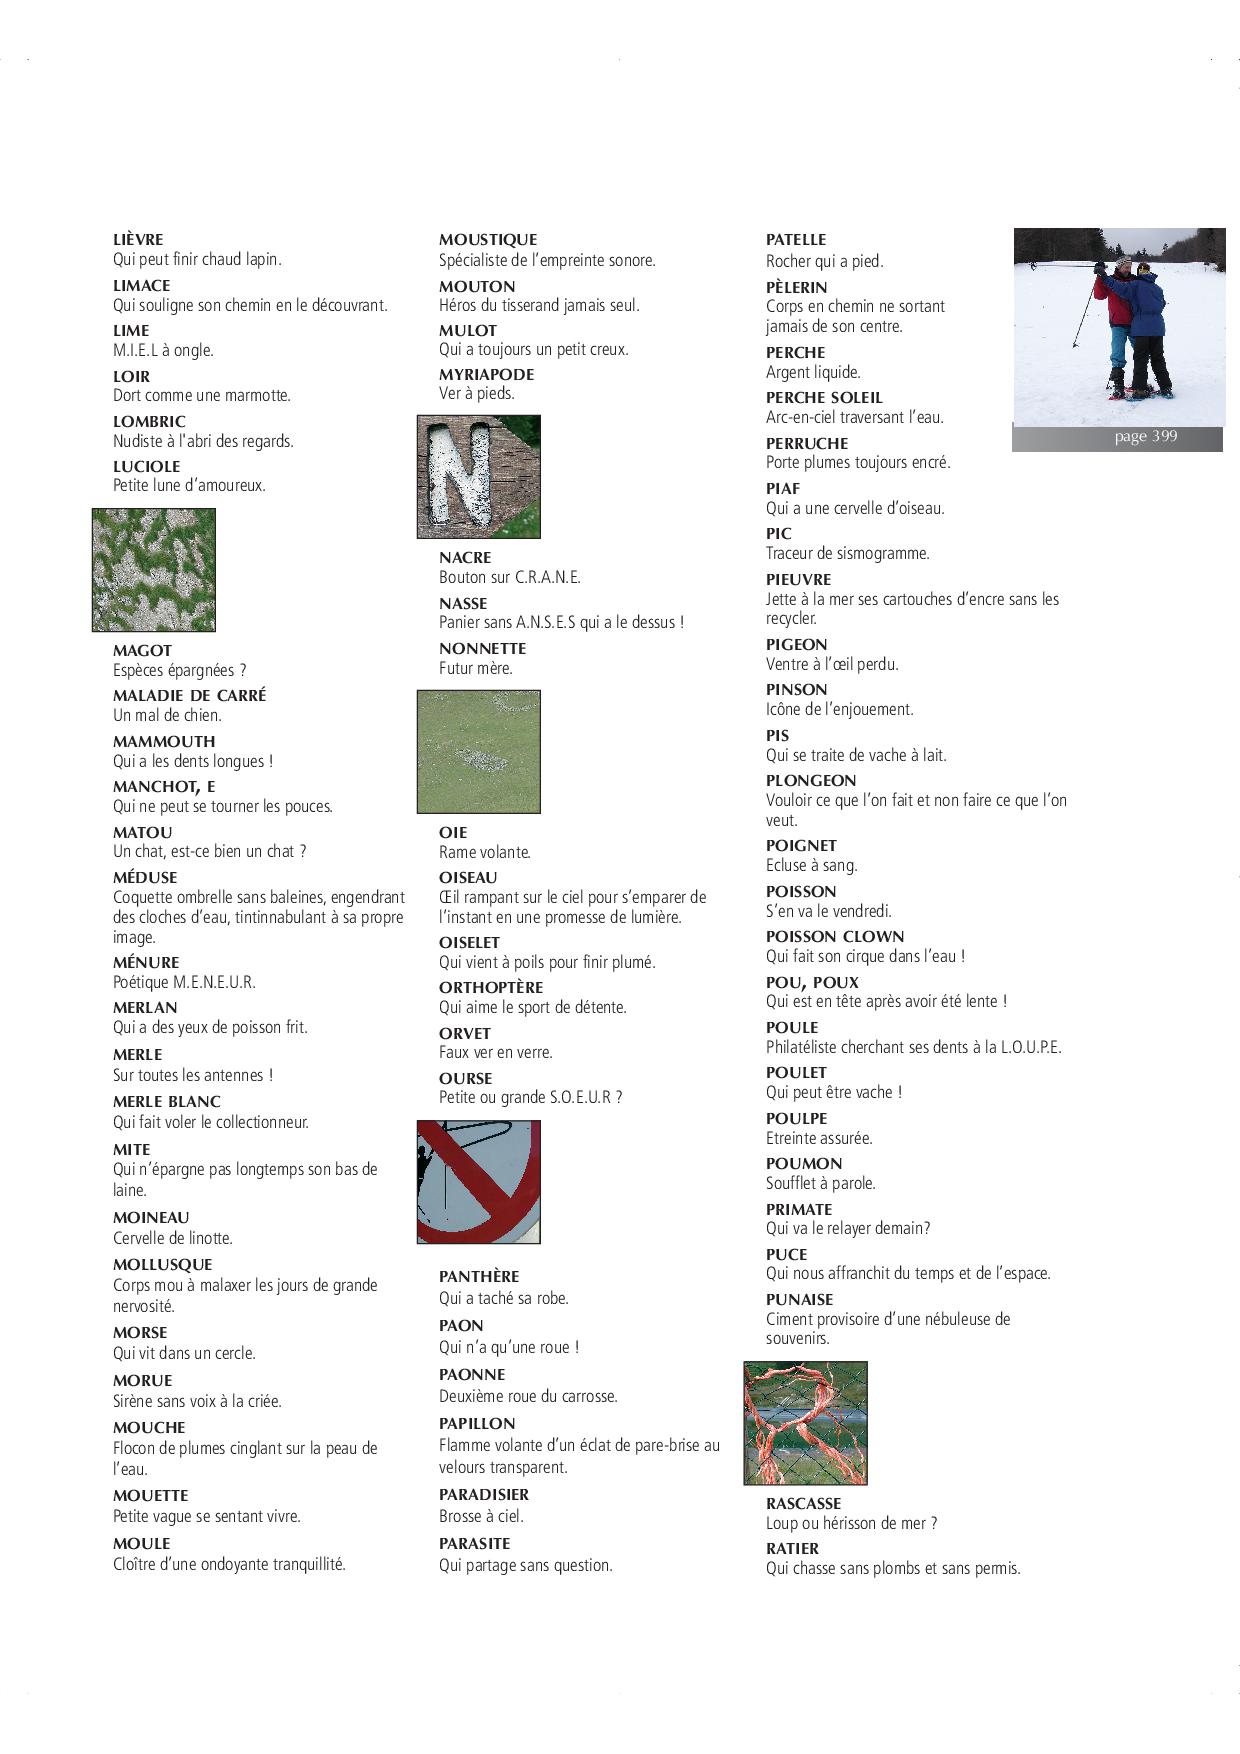 LIÈVRE
Qui peut finir chaud lapin.
LIMACE
Qui souligne son chemin en le découvrant.
LIME
M.I.E.L à ongle.
LOIR
Dort comme une marmotte.
LOMBRIC
Nudiste à l'abri des regards.
LUCIOLE
Petite lune d’amoureux.
MAGOT
Espèces épargnées ?
MALADIE DE CARRÉ
Un mal de chien.
MAMMOUTH
Qui a les dents longues !
MANCHOT, E
Qui ne peut se tourner les pouces.
MATOU
Un chat, est-ce bien un chat ?
MÉDUSE
Coquette ombrelle sans baleines, engendrant
des cloches d’eau, tintinnabulant à sa propre
image.
MÉNURE
Poétique M.E.N.E.U.R.
MERLAN
Qui a des yeux de poisson frit.
MERLE
Sur toutes les antennes !
MERLE BLANC
Qui fait voler le collectionneur.
MITE
Qui n’épargne pas longtemps son bas de
laine.
MOINEAU
Cervelle de linotte.
MOLLUSQUE
Corps mou à malaxer les jours de grande
nervosité.
MORSE
Qui vit dans un cercle.
MORUE
Sirène sans voix à la criée.
MOUCHE
Flocon de plumes cinglant sur la peau de
l’eau.
MOUETTE
Petite vague se sentant vivre.
MOULE
Cloître d’une ondoyante tranquillité.
MOUSTIQUE
Spécialiste de l’empreinte sonore.
MOUTON
Héros du tisserand jamais seul.
MULOT
Qui a toujours un petit creux.
MYRIAPODE
Ver à pieds.
N
NACRE
Bouton sur C.R.A.N.E.
NASSE
Panier sans A.N.S.E.S qui a le dessus !
NONNETTE
Futur mère.
OIE
Rame volante.
OISEAU
Œil rampant sur le ciel pour s’emparer de
l’instant en une promesse de lumière.
OISELET
Qui vient à poils pour finir plumé.
ORTHOPTÈRE
Qui aime le sport de détente.
ORVET
Faux ver en verre.
OURSE
Petite ou grande S.O.E.U.R ?
PANTHÈRE
Qui a taché sa robe.
PAON
Qui n’a qu’une roue !
PAONNE
Deuxième roue du carrosse.
PAPILLON
Flamme volante d’un éclat de pare-brise au
velours transparent.
PARADISIER
Brosse à ciel.
PARASITE
Qui partage sans question.
PATELLE
Rocher qui a pied.
PÈLERIN
Corps en chemin ne sortant
jamais de son centre.
PERCHE
Argent liquide.
PERCHE SOLEIL
Arc-en-ciel traversant l’eau.
PERRUCHE
Porte plumes toujours encré.
PIAF
Qui a une cervelle d’oiseau.
PIC
Traceur de sismogramme.
PIEUVRE
Jette à la mer ses cartouches d’encre sans les
recycler.
PIGEON
Ventre à l’œil perdu.
PINSON
Icône de l’enjouement.
PIS
Qui se traite de vache à lait.
PLONGEON
Vouloir ce que l’on fait et non faire ce que l’on
veut.
POIGNET
Ecluse à sang.
POISSON
S’en va le vendredi.
POISSON CLOWN
Qui fait son cirque dans l’eau !
POU, POUX
Qui est en tête après avoir été lente !
POULE
Philatéliste cherchant ses dents à la L.O.U.P.E.
POULET
Qui peut être vache !
POULPE
Etreinte assurée.
POUMON
Soufflet à parole.
PRIMATE
Qui va le relayer demain?
PUCE
Qui nous affranchit du temps et de l’espace.
PUNAISE
Ciment provisoire d’une nébuleuse de
souvenirs.
RASCASSE
Loup ou hérisson de mer ?
RATIER
Qui chasse sans plombs et sans permis.
page 399